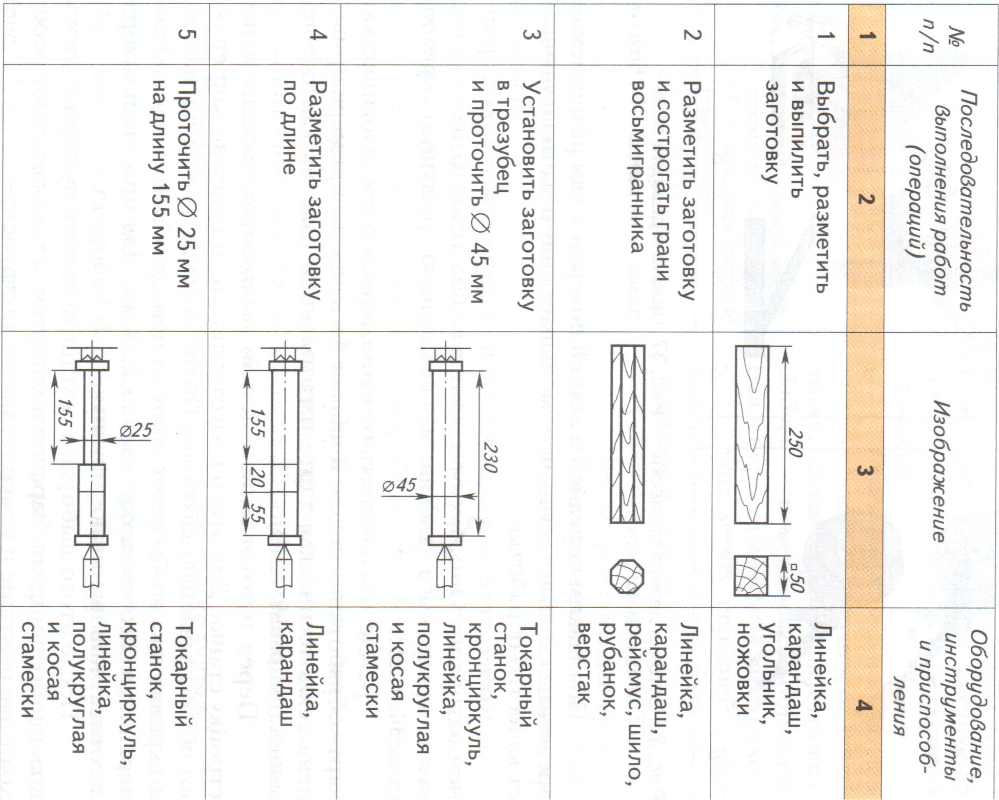 №
п/п
Последовательность
выполнения работ
(операций)
Изображение
Оборудование,
инструменты
и приспособ-
ления
1
2
3
4
1
Выбрать, разметить
и выпилить
заготовку
250
□50
Линейка,
карандаш,
угольник,
ножовки
2
Разметить заготовку
и сострогать грани
восьмигранника
Линейка,
карандаш,
рейсмус, шило,
рубанок,
верстак
3
Установить заготовку
в трезубец
и проточить ∅ 45 мм
230
⌀45
Токарный
станок,
кронциркуль,
линейка,
полукруглая
и косая
стамески
4
Разметить заготовку
по длине
155
20
55
Линейка,
карандаш
5
Проточить ∅ 25 мм
на длину 155 мм
⌀25
155
Токарный
станок,
кронциркуль,
линейка,
полукруглая
и косая
стамески